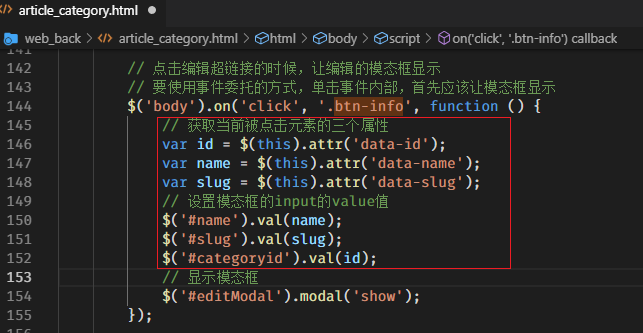 article_category.html ●
web_back > article_category.html > html > body > script > on('click', '.btn-info') callback
141
142 // 点击编辑超链接的时候，让编辑的模态框显示
143 // 要使用事件委托的方式，单击事件内部，首先应该让模态框显示
144 $('body').on('click', '.btn-info', function () {
145 // 获取当前被点击元素的三个属性
146 var id = $(this).attr('data-id');
147 var name = $(this).attr('data-name');
148 var slug = $(this).attr('data-slug');
149 // 设置模态框的input的value值
150 $('#name').val(name);
151 $('#slug').val(slug);
152 $('#categoryid').val(id);
153 // 显示模态框
154 $('#editModal').modal('show');
155 });